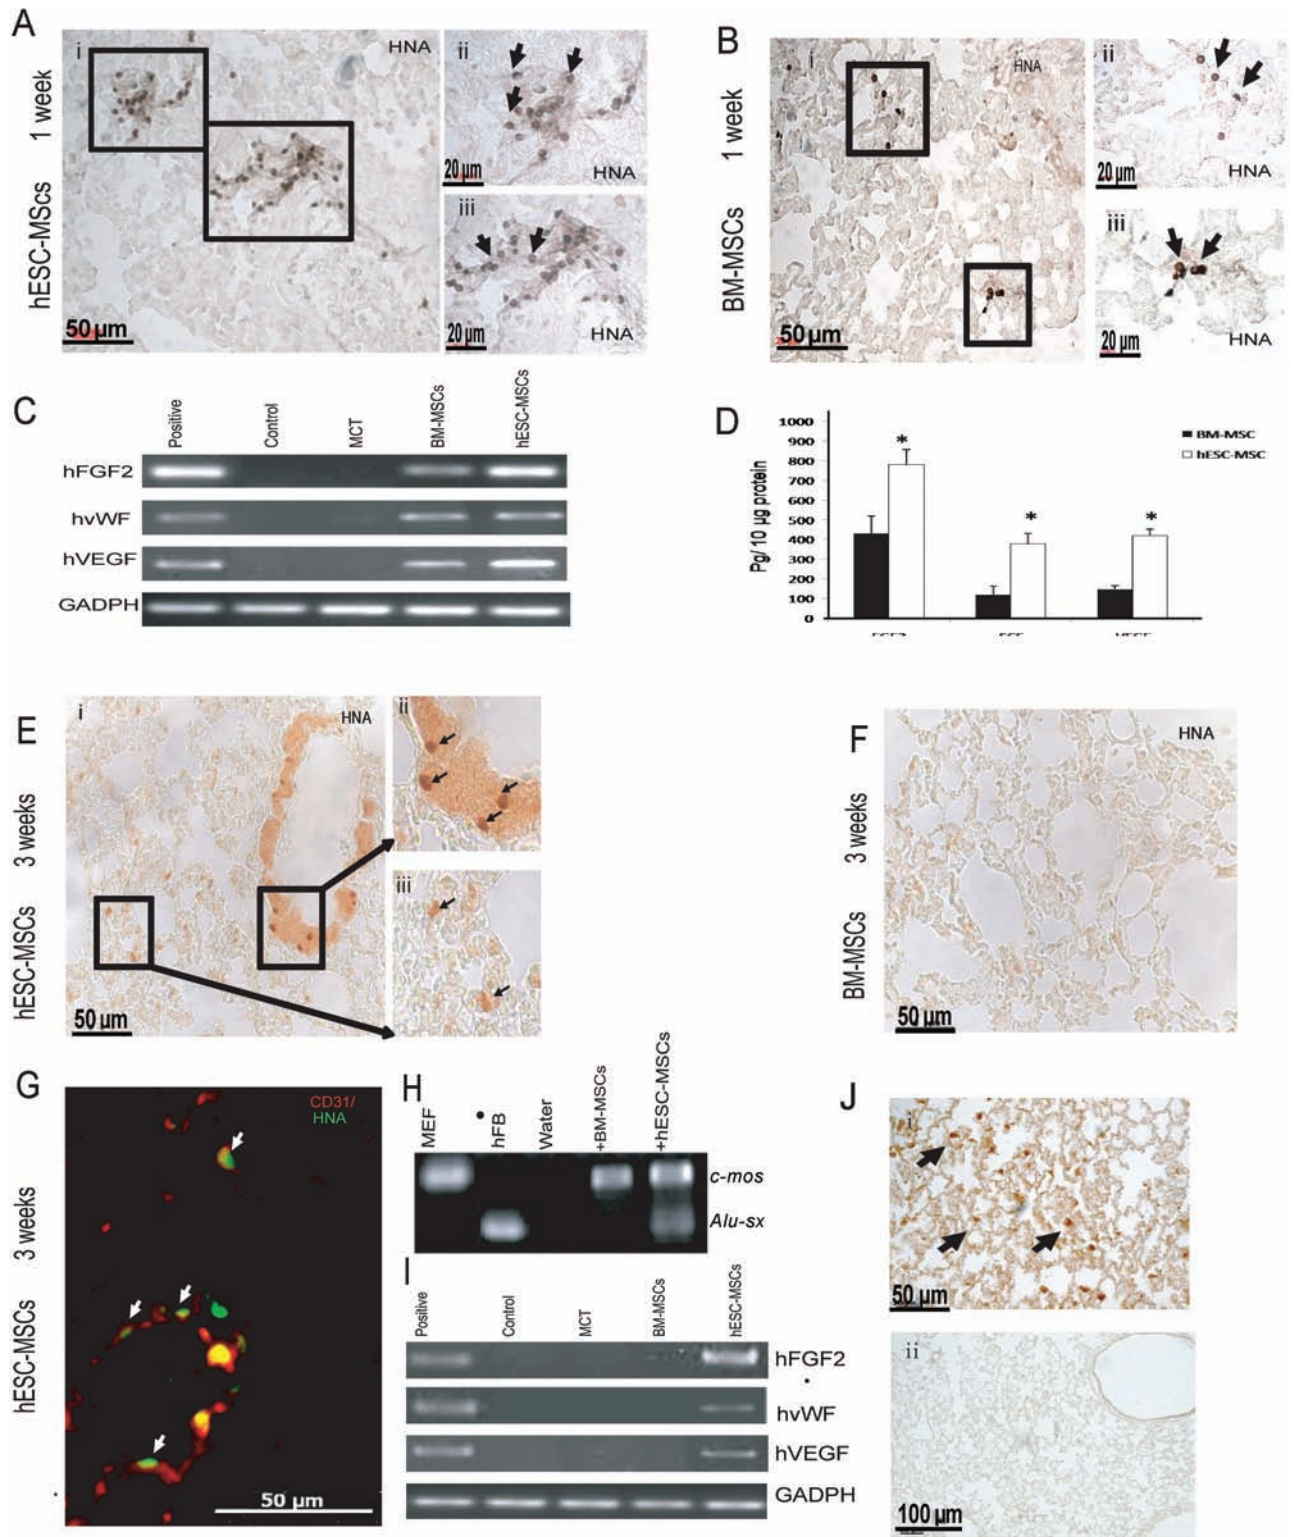 A
1 week
hESC-MSCs
i
HNA
50 µm
ii
20 µm
HNA
iii
20 µm
HNA
B
1 week
BM-MSCs
i
HNA
50 µm
ii
20 µm
HNA
iii
20 µm
HNA
C
Positive
Control
MCT
BM-MSCs
hESC-MSCs
hFGF2
hvWF
hVEGF
GADPH
D
Pg/ 10 µg protein
1000
900
800
700
600
500
400
300
200
100
0
BM-MSC
hESC-MSC
*
*
*
E
3 weeks
hESC-MSCs
i
HNA
50 µm
ii
iii
F
3 weeks
BM-MSCs
HNA
50 µm
G
3 weeks
hESC-MSCs
CD31/
HNA
50 µm
H
MEF
hFB
Water
+BM-MSCs
+hESC-MSCs
c-mos
Alu-sx
I
Positive
Control
MCT
BM-MSCs
hESC-MSCs
hFGF2
hvWF
hVEGF
GADPH
J
i
50 µm
ii
100 µm